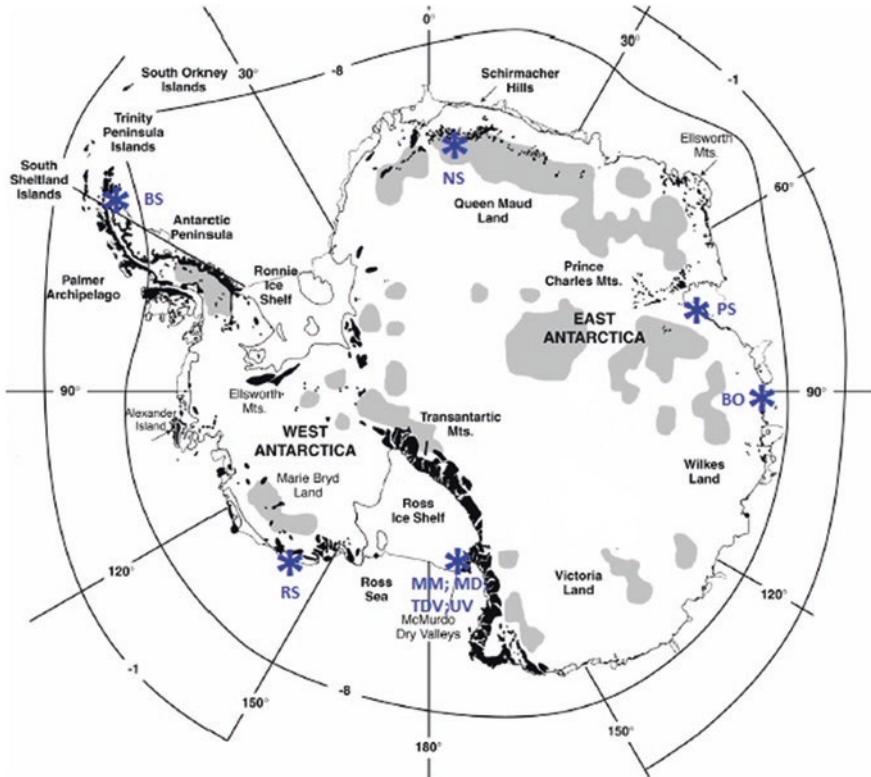 0°
30°
-8
-1
30°
South Orkney
Islands
Schirmacher
Hills
Trinity
Peninsula
Islands
Ellsworth
Mts.
South
Sheltland
Islands
BS
NS
60°
Queen Maud
Land
Antarctic
Peninsula
Palmer
Archipelago
Ronnie
Ice
Shelf
Prince
Charles Mts.
PS
EAST
ANTARCTICA
90°
BO
90°
Ellsworth
Mts.
Alexander
Island
Transantartic
Mts.
WEST
ANTARCTICA
Wilkes
Land
Marie Bryd
Land
Ross
Ice Shelf
Victoria
Land
120°
RS
Ross
Sea
MM; MD;
TDV;UV
McMurdo
Dry Valleys
120°
-1
-8
-8
-1
150°
150°
180°